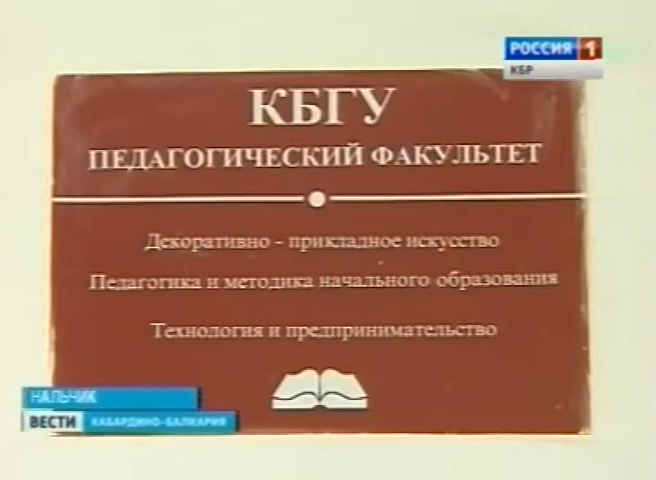 РОССИЯ 1
КБР
КБГУ
ПЕДАГОГИЧЕСКИЙ ФАКУЛЬТЕТ
Декоративно - прикладное искусство
Педагогика и методика начального образования
Технология и предпринимательство
НАЛЬЧИК
ВЕСТИ КАБАРДИНО-БАЛКАРИЯ